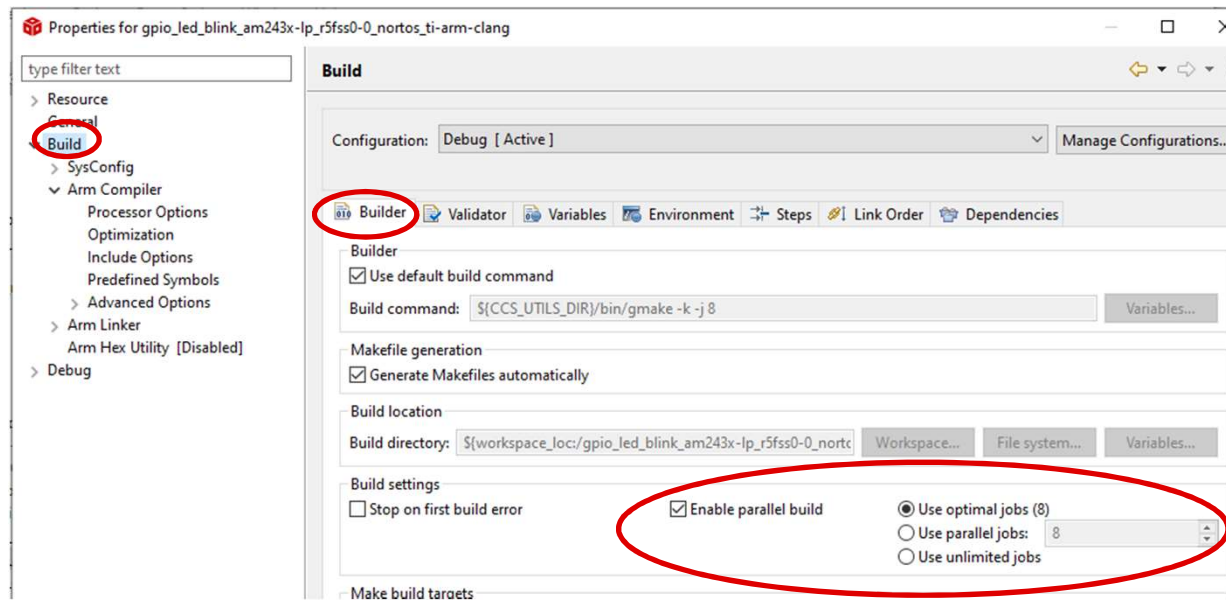 Properties for gpio_led_blink_am243x-lp_r5fss0-0_nortos_ti-arm-clang
type filter text
Resource
General
Build
SysConfig
Arm Compiler
Processor Options
Optimization
Include Options
Predefined Symbols
Advanced Options
Arm Linker
Arm Hex Utility [Disabled]
Debug
Build
Configuration: Debug [ Active ] Manage Configurations...
Builder Validator Variables Environment Steps Link Order Dependencies
Builder
Use default build command
Build command: ${CCS_UTILS_DIR}/bin/gmake -k -j 8 Variables...
Makefile generation
Generate Makefiles automatically
Build location
Build directory: ${workspace_loc:/gpio_led_blink_am243x-lp_r5fss0-0_norto Workspace... File system... Variables...
Build settings
Stop on first build error Enable parallel build Use optimal jobs (8)
Use parallel jobs: 8
Use unlimited jobs
Make build targets